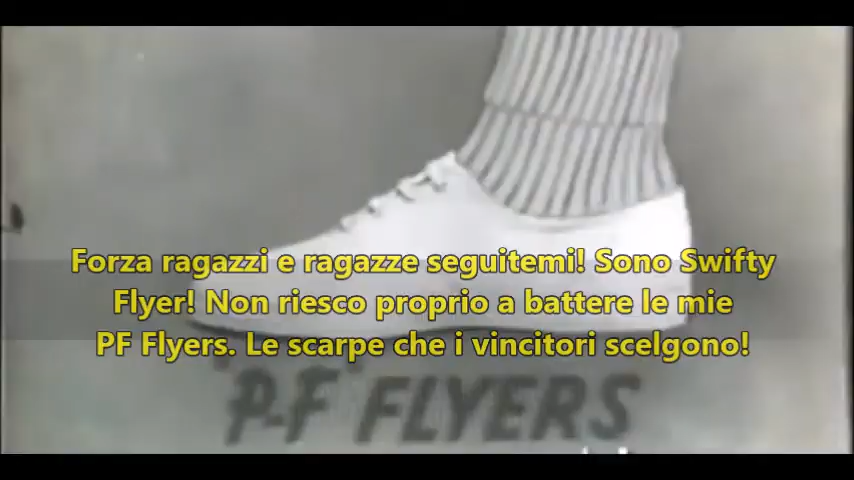 Forza ragazzi e ragazze seguitemi! Sono Swifty
Flyer! Non riesco proprio a battere le mie
PF Flyers. Le scarpe che i vincitori scelgono!
"P-F" FLYERS